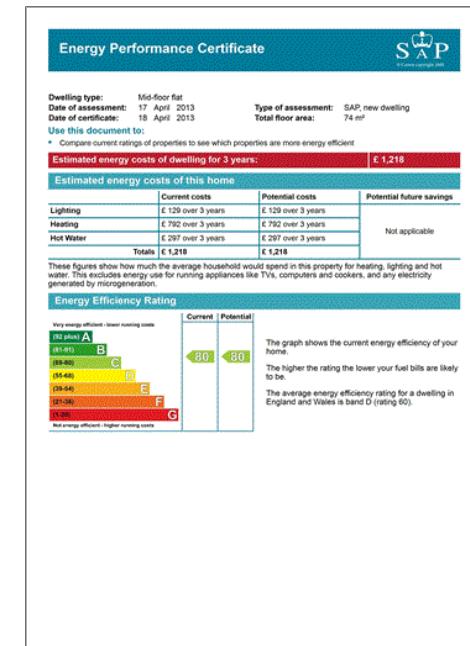 Energy Performance Certificate
SAP
© Crown copyright 2009
Dwelling type: Mid-floor flat
Date of assessment: 17 April 2013 Type of assessment: SAP, new dwelling
Date of certificate: 18 April 2013 Total floor area: 74 m²
Use this document to:
• Compare current ratings of properties to see which properties are more energy efficient
Estimated energy costs of dwelling for 3 years: £ 1,218
Estimated energy costs of this home
Current costs Potential costs Potential future savings
Lighting £ 129 over 3 years £ 129 over 3 years
Heating £ 792 over 3 years £ 792 over 3 years
Not applicable
Hot Water £ 297 over 3 years £ 297 over 3 years
Totals £ 1,218 £ 1,218
These figures show how much the average household would spend in this property for heating, lighting and hot
water. This excludes energy use for running appliances like TVs, computers and cookers, and any electricity
generated by microgeneration.
Energy Efficiency Rating
Current Potential
Very energy efficient - lower running costs
(92 plus) A
(81-91) B
(69-80) C
80 80
(55-68) D
(39-54) E
(21-38) F
(1-20) G
Not energy efficient - higher running costs
The graph shows the current energy efficiency of your
home.
The higher the rating the lower your fuel bills are likely
to be.
The average energy efficiency rating for a dwelling in
England and Wales is band D (rating 60).